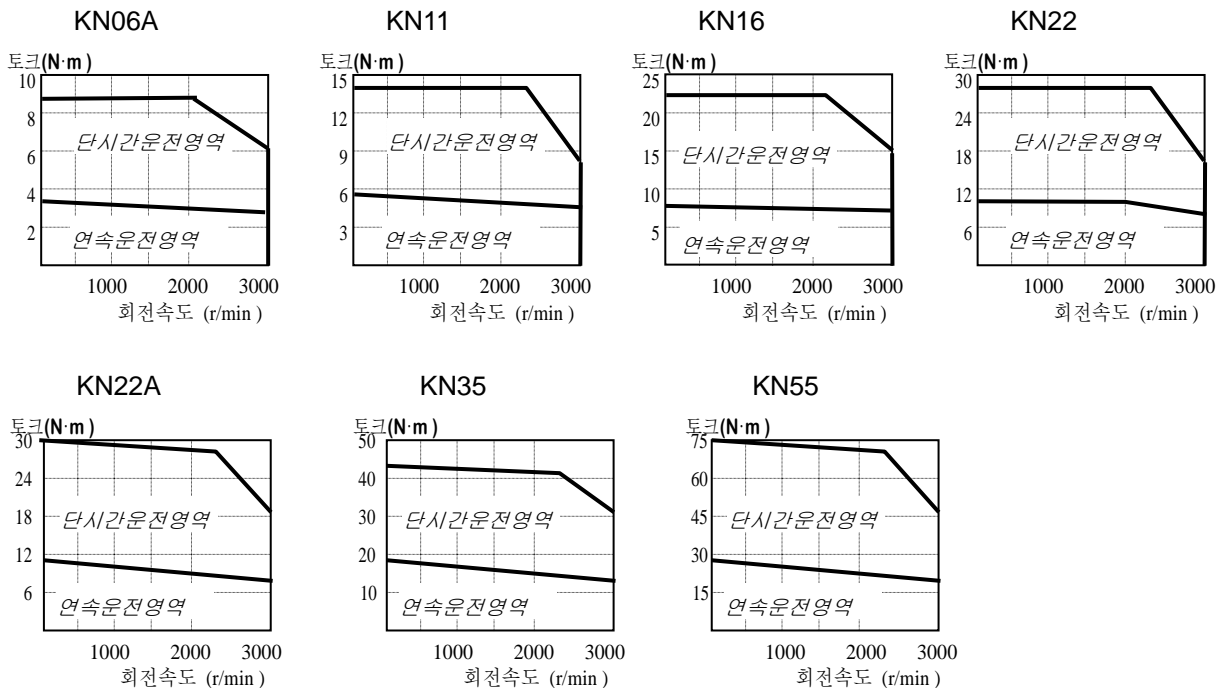 KN06A
토크(N·m)
10
8
6
4
2
단시간운전영역
연속운전영역
1000 2000 3000
회전속도 (r/min)
KN11
토크(N·m)
15
12
9
6
3
단시간운전영역
연속운전영역
1000 2000 3000
회전속도 (r/min)
KN16
토크(N·m)
25
20
15
10
5
단시간운전영역
연속운전영역
1000 2000 3000
회전속도 (r/min)
KN22
토크(N·m)
30
24
18
12
6
단시간운전영역
연속운전영역
1000 2000 3000
회전속도 (r/min)
KN22A
토크(N·m)
30
24
18
12
6
단시간운전영역
연속운전영역
1000 2000 3000
회전속도 (r/min)
KN35
토크(N·m)
50
40
30
20
10
단시간운전영역
연속운전영역
1000 2000 3000
회전속도 (r/min)
KN55
토크(N·m)
75
60
45
30
15
단시간운전영역
연속운전영역
1000 2000 3000
회전속도 (r/min)